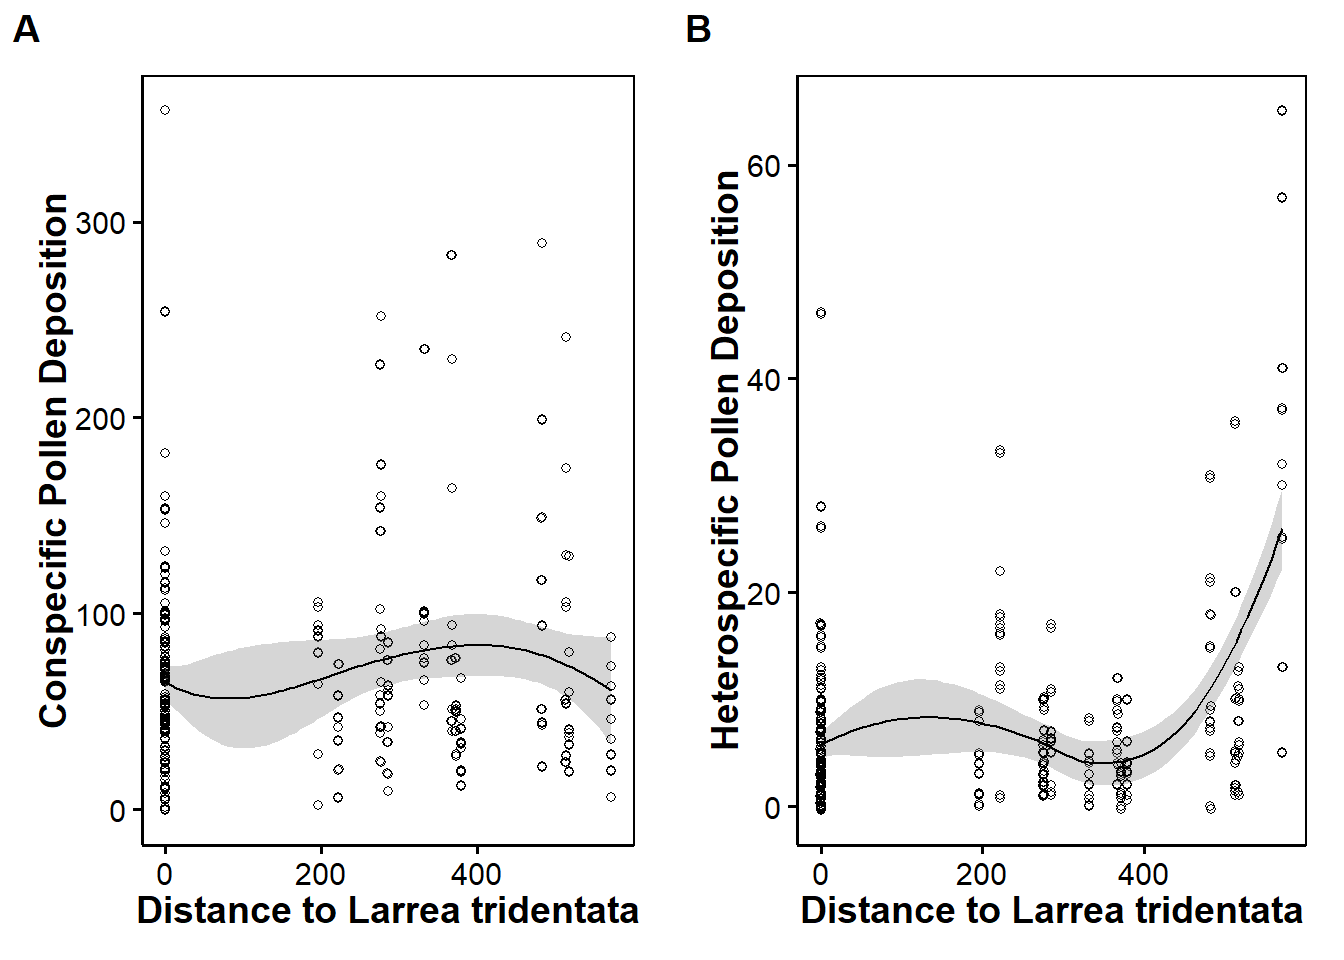 A
Conspecific Pollen Deposition
300
200
100
0
0 200 400
Distance to Larrea tridentata
B
Heterospecific Pollen Deposition
60
40
20
0
0 200 400
Distance to Larrea tridentata